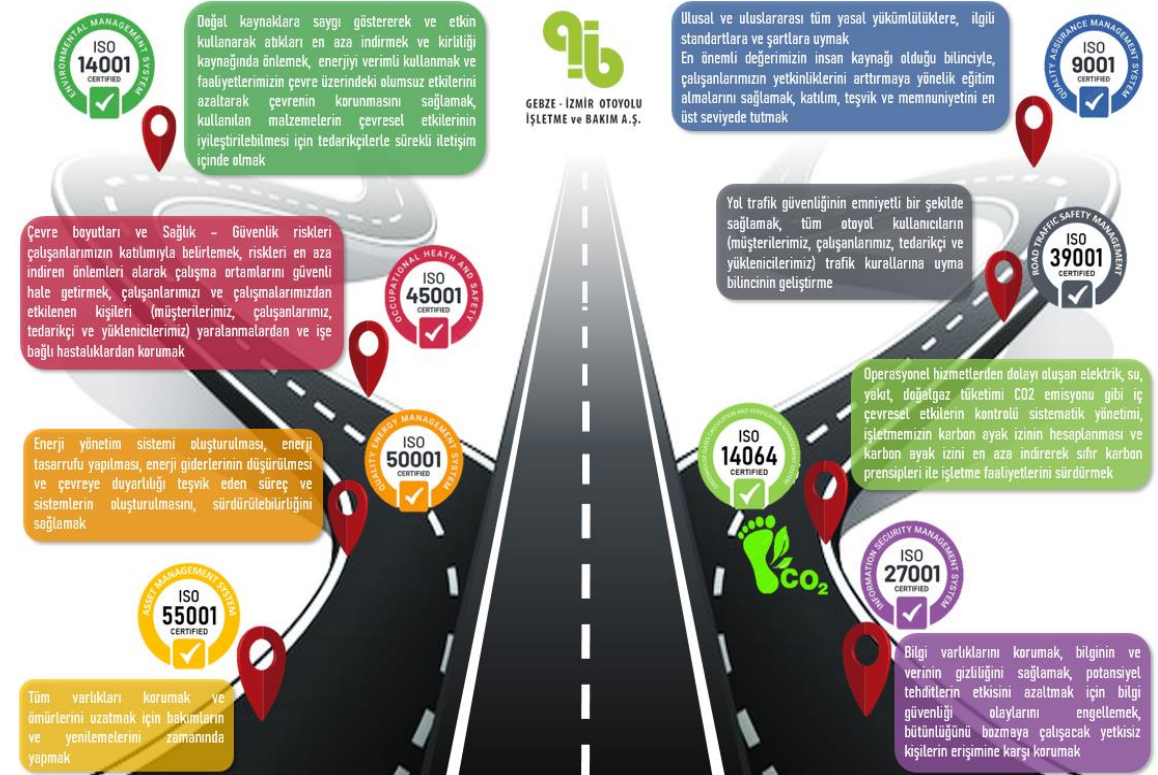 ENVIRONMENTAL MANAGEMENT SYSTEM
ISO
14001
CERTIFIED
Doğal kaynaklara saygı göstererek ve etkin
kullanarak atıkları en aza indirmek ve kirliliği
kaynağında önlemek, enerjiyi verimli kullanmak ve
faaliyetlerimizin çevre üzerindeki olumsuz etkilerini
azaltarak çevrenin korunmasını sağlamak,
kullanılan malzemelerin çevresel etkilerinin
iyileştirilebilmesi için tedarikçilerle sürekli iletişim
içinde olmak
GEBZE - İZMİR OTOYOLU
İŞLETME ve BAKIM A.Ş.
Ulusal ve uluslararası tüm yasal yükümlülüklere, ilgili
standartlara ve şartlara uymak
En önemli değerimizin insan kaynağı olduğu bilinciyle,
çalışanlarımızın yetkinliklerini arttırmaya yönelik eğitim
almalarını sağlamak, katılım, teşvik ve memnuniyetini en
üst seviyede tutmak
QUALITY ASSURANCE MANAGEMENT SYSTEM
ISO
9001
CERTIFIED
Çevre boyutları ve Sağlık – Güvenlik riskleri
çalışanlarımızın katılımıyla belirlemek, riskleri en aza
indiren önlemleri alarak çalışma ortamlarını güvenli
hale getirmek, çalışanlarımızı ve çalışmalarımızdan
etkilenen kişileri (müşterilerimiz, çalışanlarımız,
tedarikçi ve yüklenicilerimiz) yaralanmalardan ve işe
bağlı hastalıklardan korumak
OCCUPATIONAL HEATH AND SAFETY
ISO
45001
CERTIFIED
Yol trafik güvenliğinin emniyetli bir şekilde
sağlamak, tüm otoyol kullanıcıların
(müşterilerimiz, çalışanlarımız, tedarikçi ve
yüklenicilerimiz) trafik kurallarına uyma
bilincinin geliştirme
ROAD TRAFFIC SAFETY MANAGEMENT
ISO
39001
CERTIFIED
Enerji yönetim sistemi oluşturulması, enerji
tasarrufu yapılması, enerji giderlerinin düşürülmesi
ve çevreye duyarlılığı teşvik eden süreç ve
sistemlerin oluşturulmasını, sürdürülebilirliğini
sağlamak
QUALITY ENERGY MANAGEMENT SYSTEM
ISO
50001
CERTIFIED
ISO
14064
CERTIFIED
Operasyonel hizmetlerden dolayı oluşan elektrik, su,
yakıt, doğalgaz tüketimi CO2 emisyonu gibi iç
çevresel etkilerin kontrolü sistematik yönetimi,
işletmemizin karbon ayak izinin hesaplanması ve
karbon ayak izini en aza indirerek sıfır karbon
prensipleri ile işletme faaliyetlerini sürdürmek
CO₂
ASSET MANAGEMENT SYSTEM
ISO
55001
CERTIFIED
Tüm varlıkları korumak ve
ömürlerini uzatmak için bakımların
ve yenilemelerini zamanında
yapmak
INFORMATION SECURITY MANAGEMENT SYSTEM
ISO
27001
CERTIFIED
Bilgi varlıklarını korumak, bilginin ve
verinin gizliliğini sağlamak, potansiyel
tehditlerin etkisini azaltmak için bilgi
güvenliği olaylarını engellemek,
bütünlüğünü bozmaya çalışacak yetkisiz
kişilerin erişimine karşı korumak